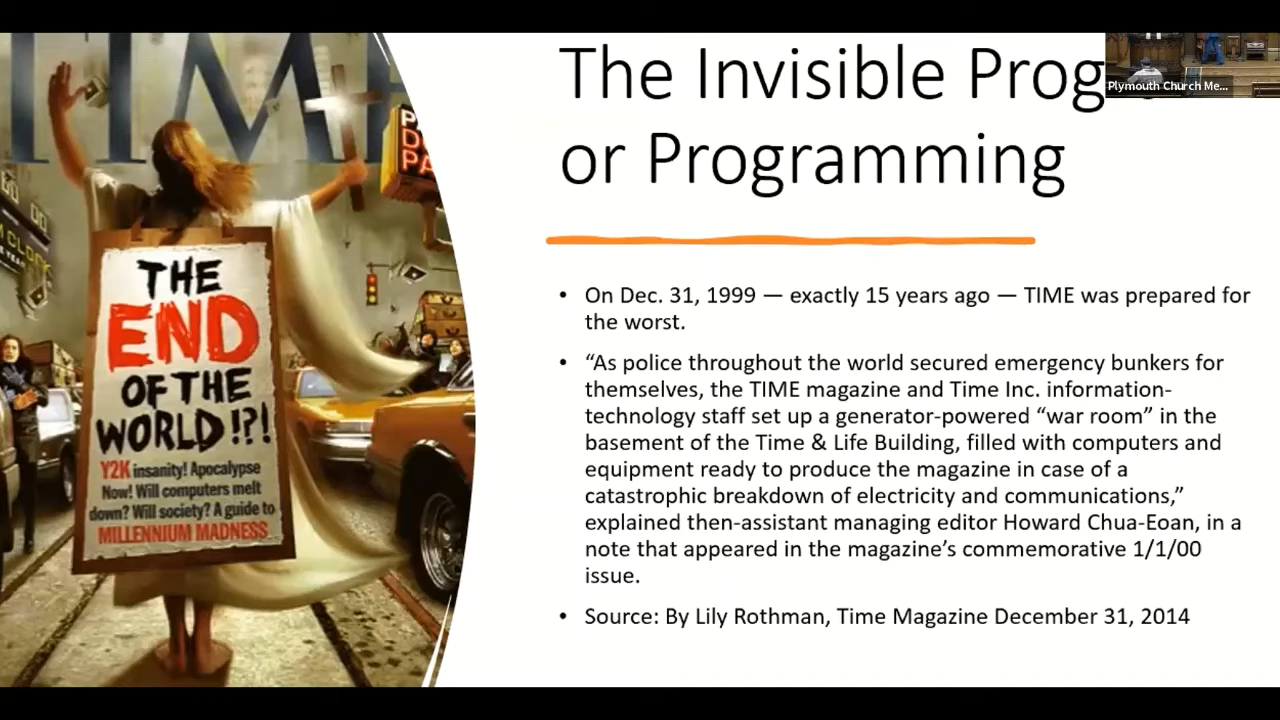 TIME
THE
END
OF THE
WORLD!?!
Y2K insanity! Apocalypse
Now! Will computers melt
down? Will society? A guide to
MILLENNIUM MADNESS
The Invisible Prog
or Programming
Plymouth Church Me...
• On Dec. 31, 1999 — exactly 15 years ago — TIME was prepared for
the worst.
• “As police throughout the world secured emergency bunkers for
themselves, the TIME magazine and Time Inc. information-
technology staff set up a generator-powered “war room” in the
basement of the Time & Life Building, filled with computers and
equipment ready to produce the magazine in case of a
catastrophic breakdown of electricity and communications,”
explained then-assistant managing editor Howard Chua-Eoan, in a
note that appeared in the magazine’s commemorative 1/1/00
issue.
• Source: By Lily Rothman, Time Magazine December 31, 2014